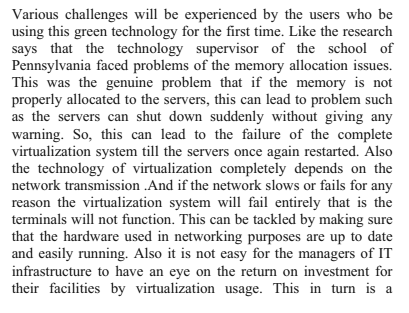 Various challenges will be experienced by the users who be
using this green technology for the first time. Like the research
says that the technology supervisor of the school of
Pennsylvania faced problems of the memory allocation issues.
This was the genuine problem that if the memory is not
properly allocated to the servers, this can lead to problem such
as the servers can shut down suddenly without giving any
warning. So, this can lead to the failure of the complete
virtualization system till the servers once again restarted. Also
the technology of virtualization completely depends on the
network transmission .And if the network slows or fails for any
reason the virtualization system will fail entirely that is the
terminals will not function. This can be tackled by making sure
that the hardware used in networking purposes are up to date
and easily running. Also it is not easy for the managers of IT
infrastructure to have an eye on the return on investment for
their facilities by virtualization usage. This in turn is a